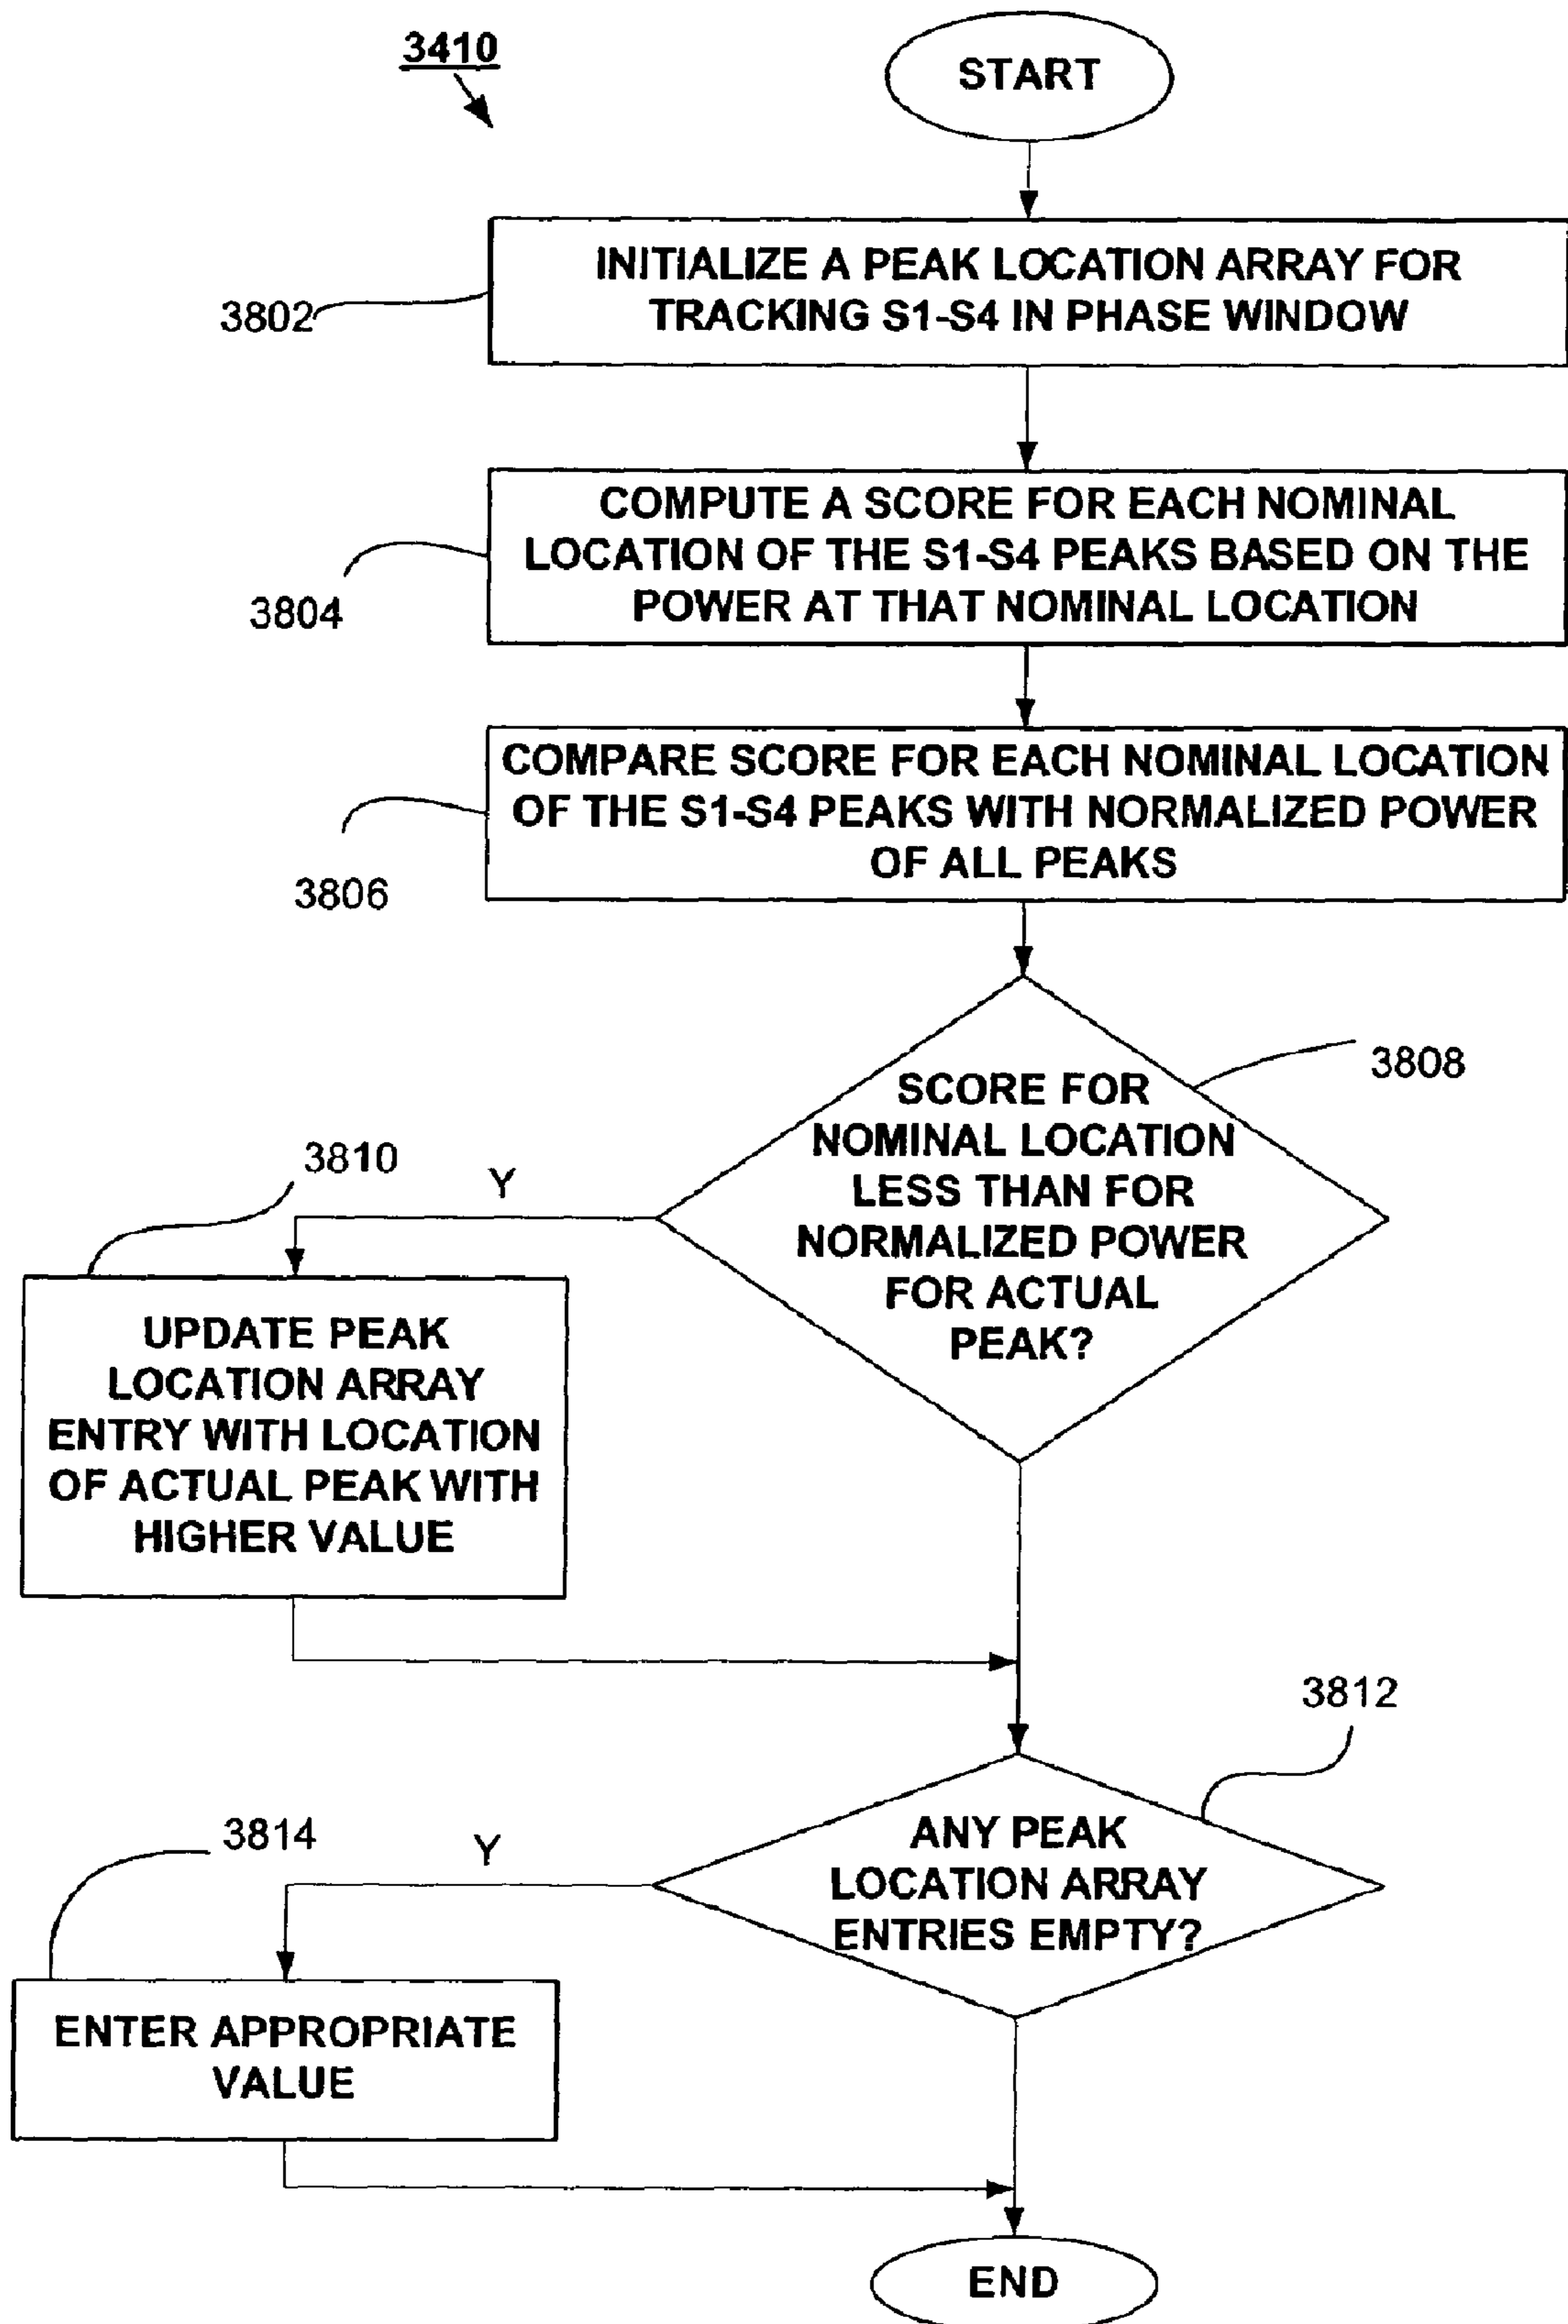 3410
START
INITIALIZE A PEAK LOCATION ARRAY FOR
TRACKING S1-S4 IN PHASE WINDOW
3802
COMPUTE A SCORE FOR EACH NOMINAL
LOCATION OF THE S1-S4 PEAKS BASED ON THE
POWER AT THAT NOMINAL LOCATION
3804
COMPARE SCORE FOR EACH NOMINAL LOCATION
OF THE S1-S4 PEAKS WITH NORMALIZED POWER
OF ALL PEAKS
3806
SCORE FOR
NOMINAL LOCATION
LESS THAN FOR
NORMALIZED POWER
FOR ACTUAL
PEAK?
3808
Y
3810
UPDATE PEAK
LOCATION ARRAY
ENTRY WITH LOCATION
OF ACTUAL PEAK WITH
HIGHER VALUE
3812
ANY PEAK
LOCATION ARRAY
ENTRIES EMPTY?
Y
3814
ENTER APPROPRIATE
VALUE
END